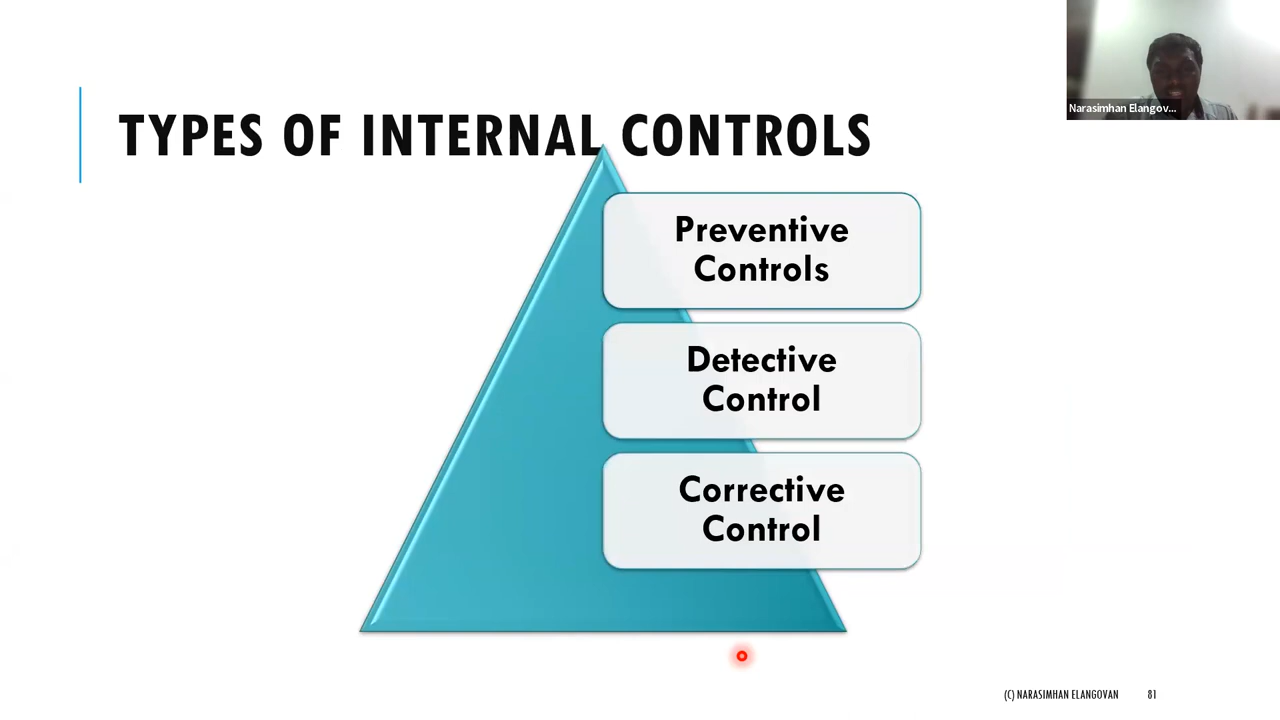 Narasimhan Elangov...
TYPES OF INTERNAL CONTROLS
Preventive
Controls
Detective
Control
Corrective
Control
(C) NARASIMHAN ELANGOVAN
81